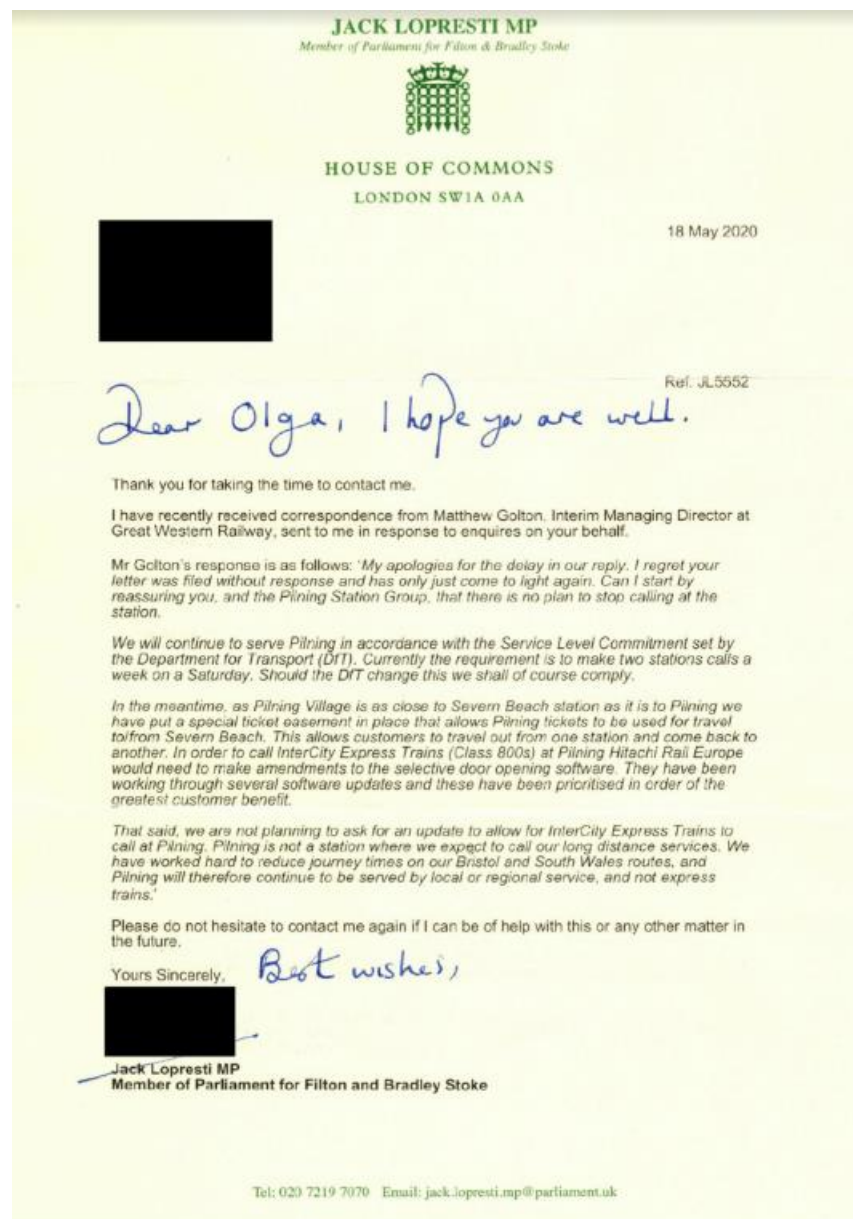 JACK LOPRESTI MP
Member of Parliament for Filton & Bradley Stoke
HOUSE OF COMMONS
LONDON SW1A 0AA
18 May 2020
Ref: JL5552
Dear Olga, I hope you are well.
Thank you for taking the time to contact me.
I have recently received correspondence from Matthew Golton, Interim Managing Director at
Great Western Railway, sent to me in response to enquires on your behalf.
Mr Golton's response is as follows: 'My apologies for the delay in our reply. I regret your
letter was filed without response and has only just come to light again. Can I start by
reassuring you, and the Pilning Station Group, that there is no plan to stop calling at the
station.
We will continue to serve Pilning in accordance with the Service Level Commitment set by
the Department for Transport (DfT). Currently the requirement is to make two stations calls a
week on a Saturday. Should the DfT change this we shall of course comply.
In the meantime, as Pilning Village is as close to Severn Beach station as it is to Pilning we
have put a special ticket easement in place that allows Pilning tickets to be used for travel
to/from Severn Beach. This allows customers to travel out from one station and come back to
another. In order to call InterCity Express Trains (Class 800s) at Pilning Hitachi Rail Europe
would need to make amendments to the selective door opening software. They have been
working through several software updates and these have been prioritised in order of the
greatest customer benefit.
That said, we are not planning to ask for an update to allow for InterCity Express Trains to
call at Pilning. Pilning is not a station where we expect to call our long distance services. We
have worked hard to reduce journey times on our Bristol and South Wales routes, and
Pilning will therefore continue to be served by local or regional service, and not express
trains.'
Please do not hesitate to contact me again if I can be of help with this or any other matter in
the future.
Yours Sincerely, Best wishes,
Jack Lopresti MP
Member of Parliament for Filton and Bradley Stoke
Tel: 020 7219 7070 Email: jack.lopresti.mp@parliament.uk